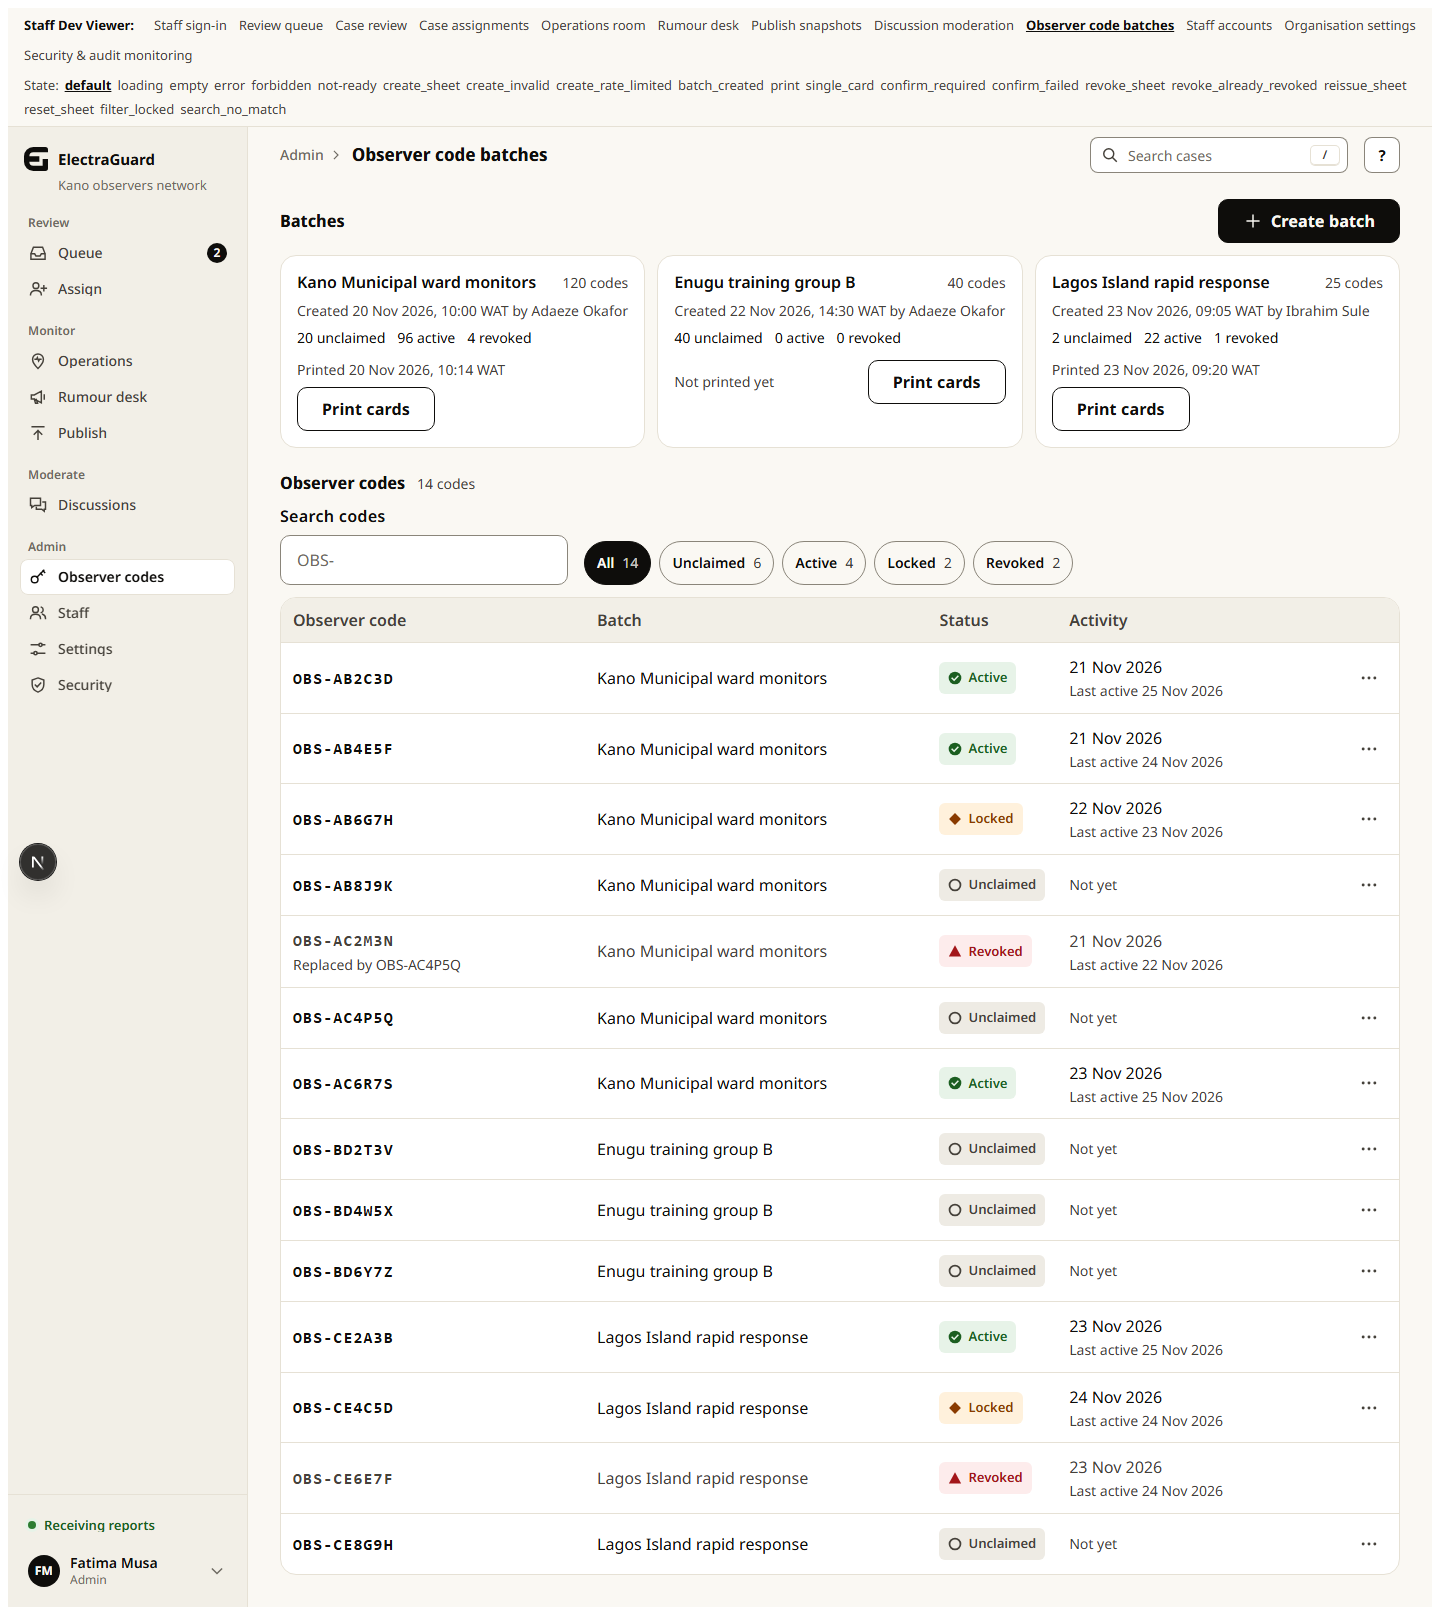 Staff Dev Viewer: Staff sign-in Review queue Case review Case assignments Operations room Rumour desk Publish snapshots Discussion moderation Observer code batches Staff accounts Organisation settings
Security & audit monitoring
State: default loading empty error forbidden not-ready create_sheet create_invalid create_rate_limited batch_created print single_card confirm_required confirm_failed revoke_sheet revoke_already_revoked reissue_sheet
reset_sheet filter_locked search_no_match
ElectraGuard
Kano observers network
Review
Queue 2
Assign
Monitor
Operations
Rumour desk
Publish
Moderate
Discussions
Admin
Observer codes
Staff
Settings
Security
N
Receiving reports
FM Fatima Musa
Admin
Admin > Observer code batches
Search cases /
?
Batches
+ Create batch
Kano Municipal ward monitors 120 codes
Created 20 Nov 2026, 10:00 WAT by Adaeze Okafor
20 unclaimed 96 active 4 revoked
Printed 20 Nov 2026, 10:14 WAT
Print cards
Enugu training group B 40 codes
Created 22 Nov 2026, 14:30 WAT by Adaeze Okafor
40 unclaimed 0 active 0 revoked
Not printed yet Print cards
Lagos Island rapid response 25 codes
Created 23 Nov 2026, 09:05 WAT by Ibrahim Sule
2 unclaimed 22 active 1 revoked
Printed 23 Nov 2026, 09:20 WAT
Print cards
Observer codes 14 codes
Search codes
OBS-
All 14 Unclaimed 6 Active 4 Locked 2 Revoked 2
Observer code Batch Status Activity
OBS-AB2C3D Kano Municipal ward monitors Active 21 Nov 2026
Last active 25 Nov 2026
OBS-AB4E5F Kano Municipal ward monitors Active 21 Nov 2026
Last active 24 Nov 2026
OBS-AB6G7H Kano Municipal ward monitors Locked 22 Nov 2026
Last active 23 Nov 2026
OBS-AB8J9K Kano Municipal ward monitors Unclaimed Not yet
OBS-AC2M3N Kano Municipal ward monitors Revoked 21 Nov 2026
Replaced by OBS-AC4P5Q Last active 22 Nov 2026
OBS-AC4P5Q Kano Municipal ward monitors Unclaimed Not yet
OBS-AC6R7S Kano Municipal ward monitors Active 23 Nov 2026
Last active 25 Nov 2026
OBS-BD2T3V Enugu training group B Unclaimed Not yet
OBS-BD4W5X Enugu training group B Unclaimed Not yet
OBS-BD6Y7Z Enugu training group B Unclaimed Not yet
OBS-CE2A3B Lagos Island rapid response Active 23 Nov 2026
Last active 25 Nov 2026
OBS-CE4C5D Lagos Island rapid response Locked 24 Nov 2026
Last active 24 Nov 2026
OBS-CE6E7F Lagos Island rapid response Revoked 23 Nov 2026
Last active 24 Nov 2026
OBS-CE8G9H Lagos Island rapid response Unclaimed Not yet